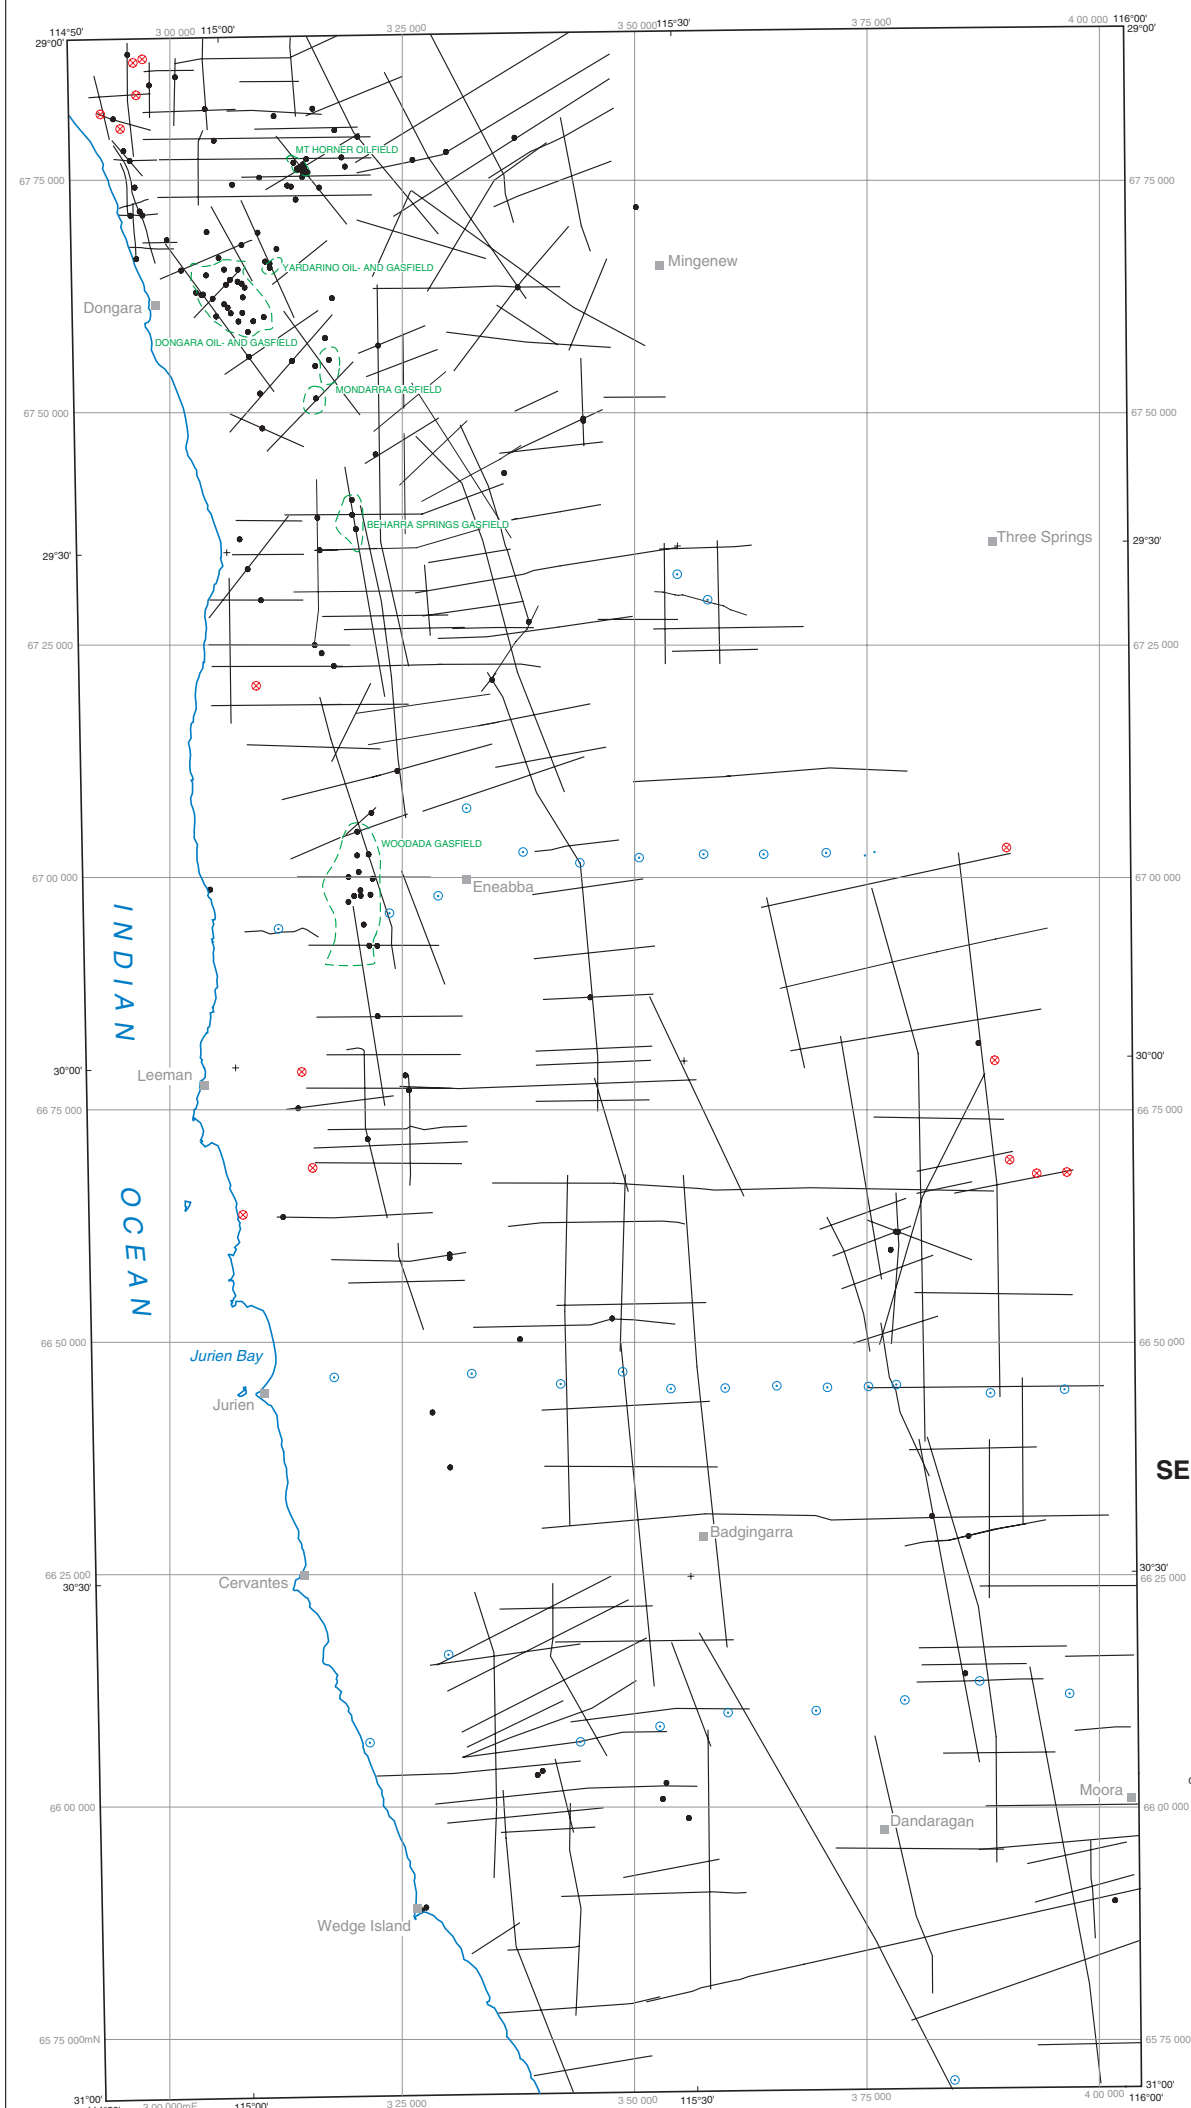 114°50'
3 00 000
115°00'
3 25 000
3 50 000
115°30'
3 75 000
4 00 000
116°00'
29°00'
29°00'
MT HORNER OILFIELD
67 75 000
67 75 000
Mingenew
YARDARINO OIL- AND GASFIELD
Dongara
DONGARA OIL- AND GASFIELD
MONDARRA GASFIELD
67 50 000
67 50 000
BEHARRA SPRINGS GASFIELD
Three Springs
29°30'
29°30'
67 25 000
67 25 000
WOODADA GASFIELD
67 00 000
67 00 000
Eneabba
INDIAN
OCEAN
30°00'
30°00'
Leeman
66 75 000
66 75 000
66 50 000
66 50 000
Jurien Bay
Jurien
SE
Badgingarra
66 25 000
30°30'
30°30'
66 25 000
Cervantes
Moora
66 00 000
66 00 000
Dandaragan
Wedge Island
65 75 000mN
65 75 000
31°00'
31°00'
3 00 000mE
115°00'
3 25 000
3 50 000
115°30'
3 75 000
4 00 000
116°00'